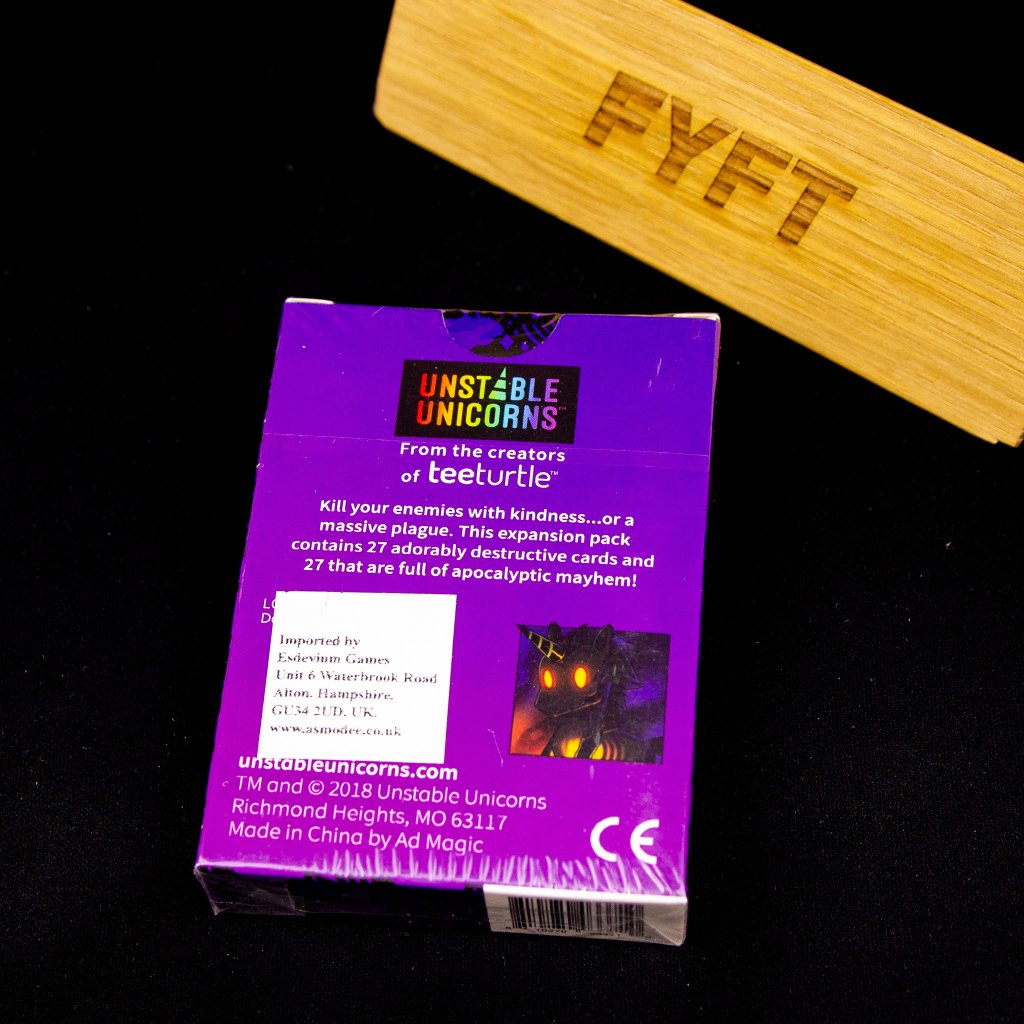 FYFT
UNSTABLE
UNICORNS™
From the creators
of teeturtle™
Kill your enemies with kindness...or a
massive plague. This expansion pack
contains 27 adorably destructive cards and
27 that are full of apocalyptic mayhem!
Imported by
Esdevium Games
Unit 6 Waterbrook Road
Alton. Hampshire.
GU34 2UD. UK.
www.asmodee.co.uk
unstableunicorns.com
TM and © 2018 Unstable Unicorns
Richmond Heights, MO 63117
Made in China by Ad Magic
CE